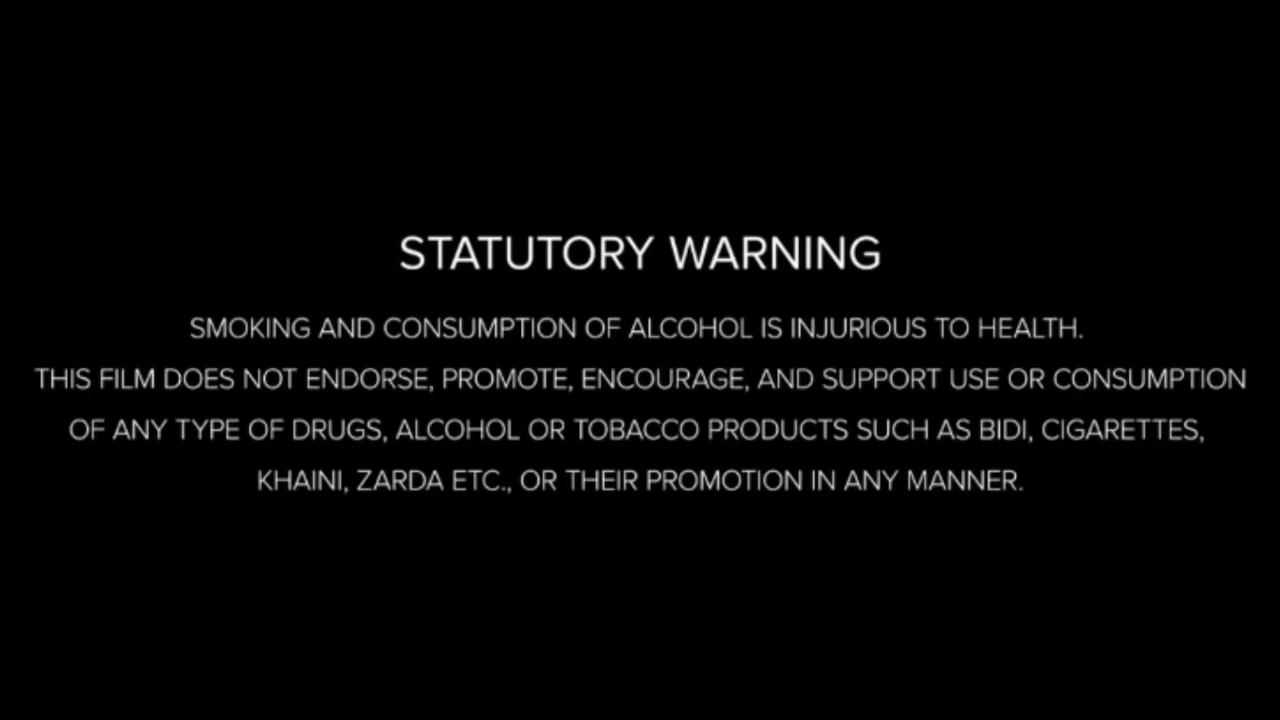 STATUTORY WARNING
SMOKING AND CONSUMPTION OF ALCOHOL IS INJURIOUS TO HEALTH.
THIS FILM DOES NOT ENDORSE, PROMOTE, ENCOURAGE, AND SUPPORT USE OR CONSUMPTION
OF ANY TYPE OF DRUGS, ALCOHOL OR TOBACCO PRODUCTS SUCH AS BIDI, CIGARETTES,
KHAINI, ZARDA ETC., OR THEIR PROMOTION IN ANY MANNER.